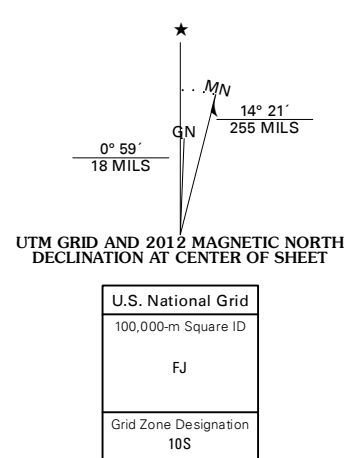 ★
MN
14° 21´
255 MILS
GN
0° 59´
18 MILS
UTM GRID AND 2012 MAGNETIC NORTH
DECLINATION AT CENTER OF SHEET
U.S. National Grid
100,000-m Square ID
FJ
Grid Zone Designation
10S